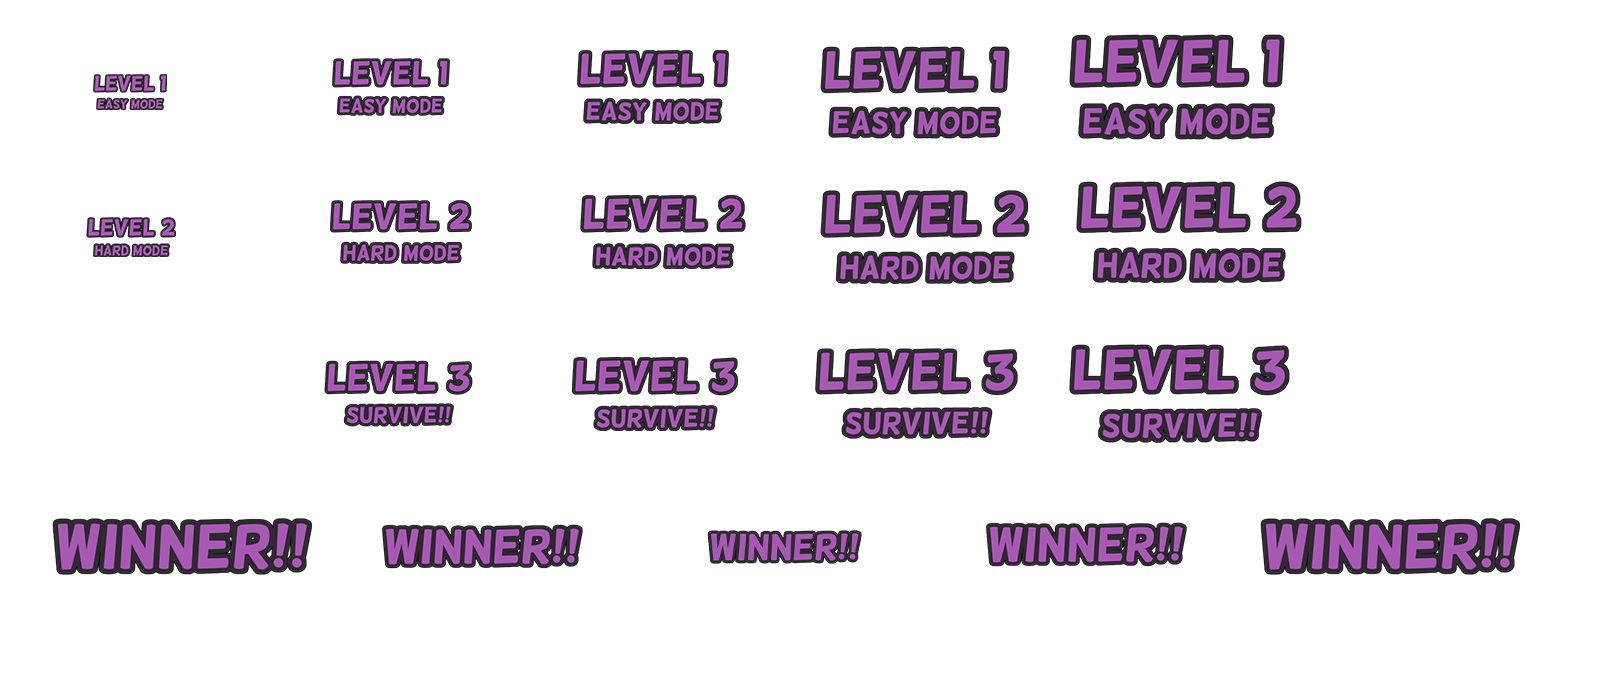 LEVEL 1 LEVEL 1 LEVEL 1 LEVEL 1 LEVEL 1
EASY MODE EASY MODE EASY MODE EASY MODE EASY MODE
LEVEL 2 LEVEL 2 LEVEL 2 LEVEL 2 LEVEL 2
HARD MODE HARD MODE HARD MODE HARD MODE HARD MODE
LEVEL 3 LEVEL 3 LEVEL 3 LEVEL 3
SURVIVE!! SURVIVE!! SURVIVE!! SURVIVE!!
WINNER!! WINNER!! WINNER!! WINNER!! WINNER!!